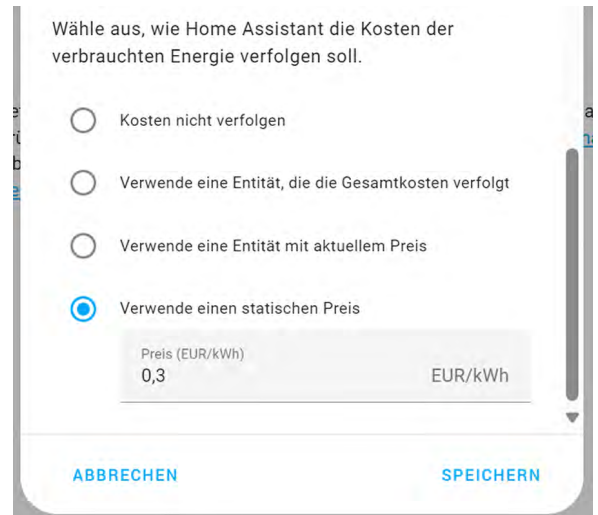 Wähle aus, wie Home Assistant die Kosten der
verbrauchten Energie verfolgen soll.
Kosten nicht verfolgen
Verwende eine Entität, die die Gesamtkosten verfolgt
Verwende eine Entität mit aktuellem Preis
Verwende einen statischen Preis
Preis (EUR/kWh)
0,3 EUR/kWh
ABBRECHEN SPEICHERN